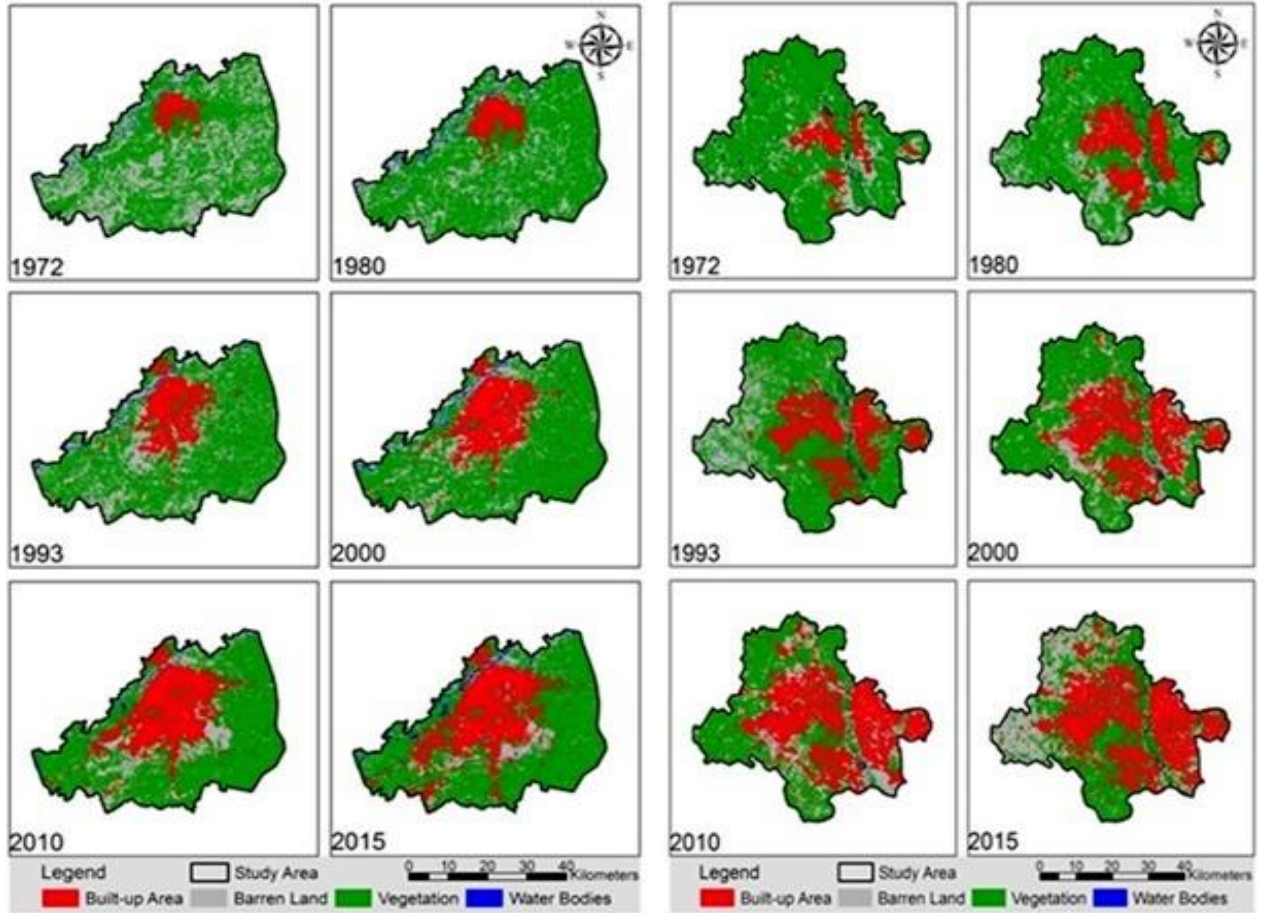 N
W E
S
N
W E
S
1972
1980
1972
1980
1993
2000
1993
2000
2010
2015
2010
2015
Legend
Study Area
0 10 20 30 40
Kilometers
Built-up Area
Barren Land
Vegetation
Water Bodies
Legend
Study Area
0 10 20 30 40
Kilometers
Built-up Area
Barren Land
Vegetation
Water Bodies